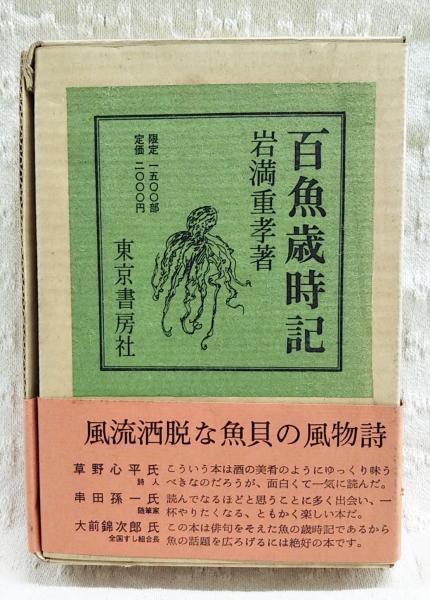 百魚歳時記
岩満重孝著
限定 一五〇〇部
定価 二〇〇〇円
東京書房社
風流洒脱な魚貝の風物詩
草野心平氏 こういう本は酒の美肴のようにゆっくり味う
詩人 べきなのだろうが、面白くて一気に読んだ。
串田孫一氏 読んでなるほどと思うことに多く出会い、一
随筆家 杯やりたくなる、ともかく楽しい本だ。
大前錦次郎氏 この本は俳句をそえた魚の歳時記であるから
全国すし組合長 魚の話題を広ろげるには絶好の本です。